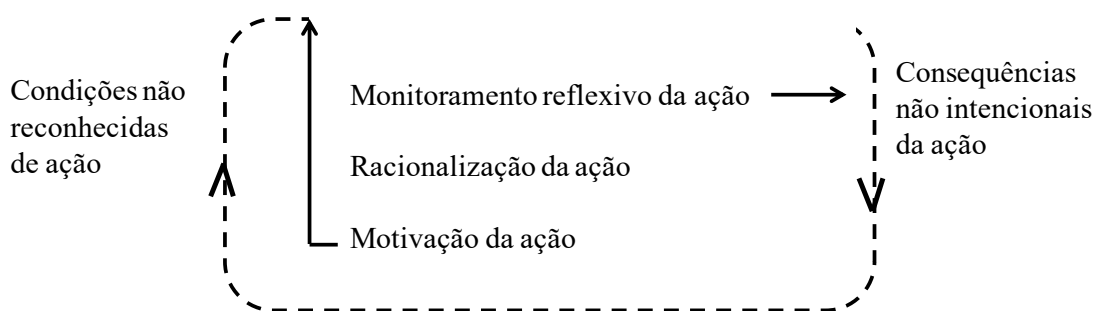 Condições não
reconhecidas
de ação
Monitoramento reflexivo da ação
Racionalização da ação
Motivação da ação
Consequências
não intencionais
da ação